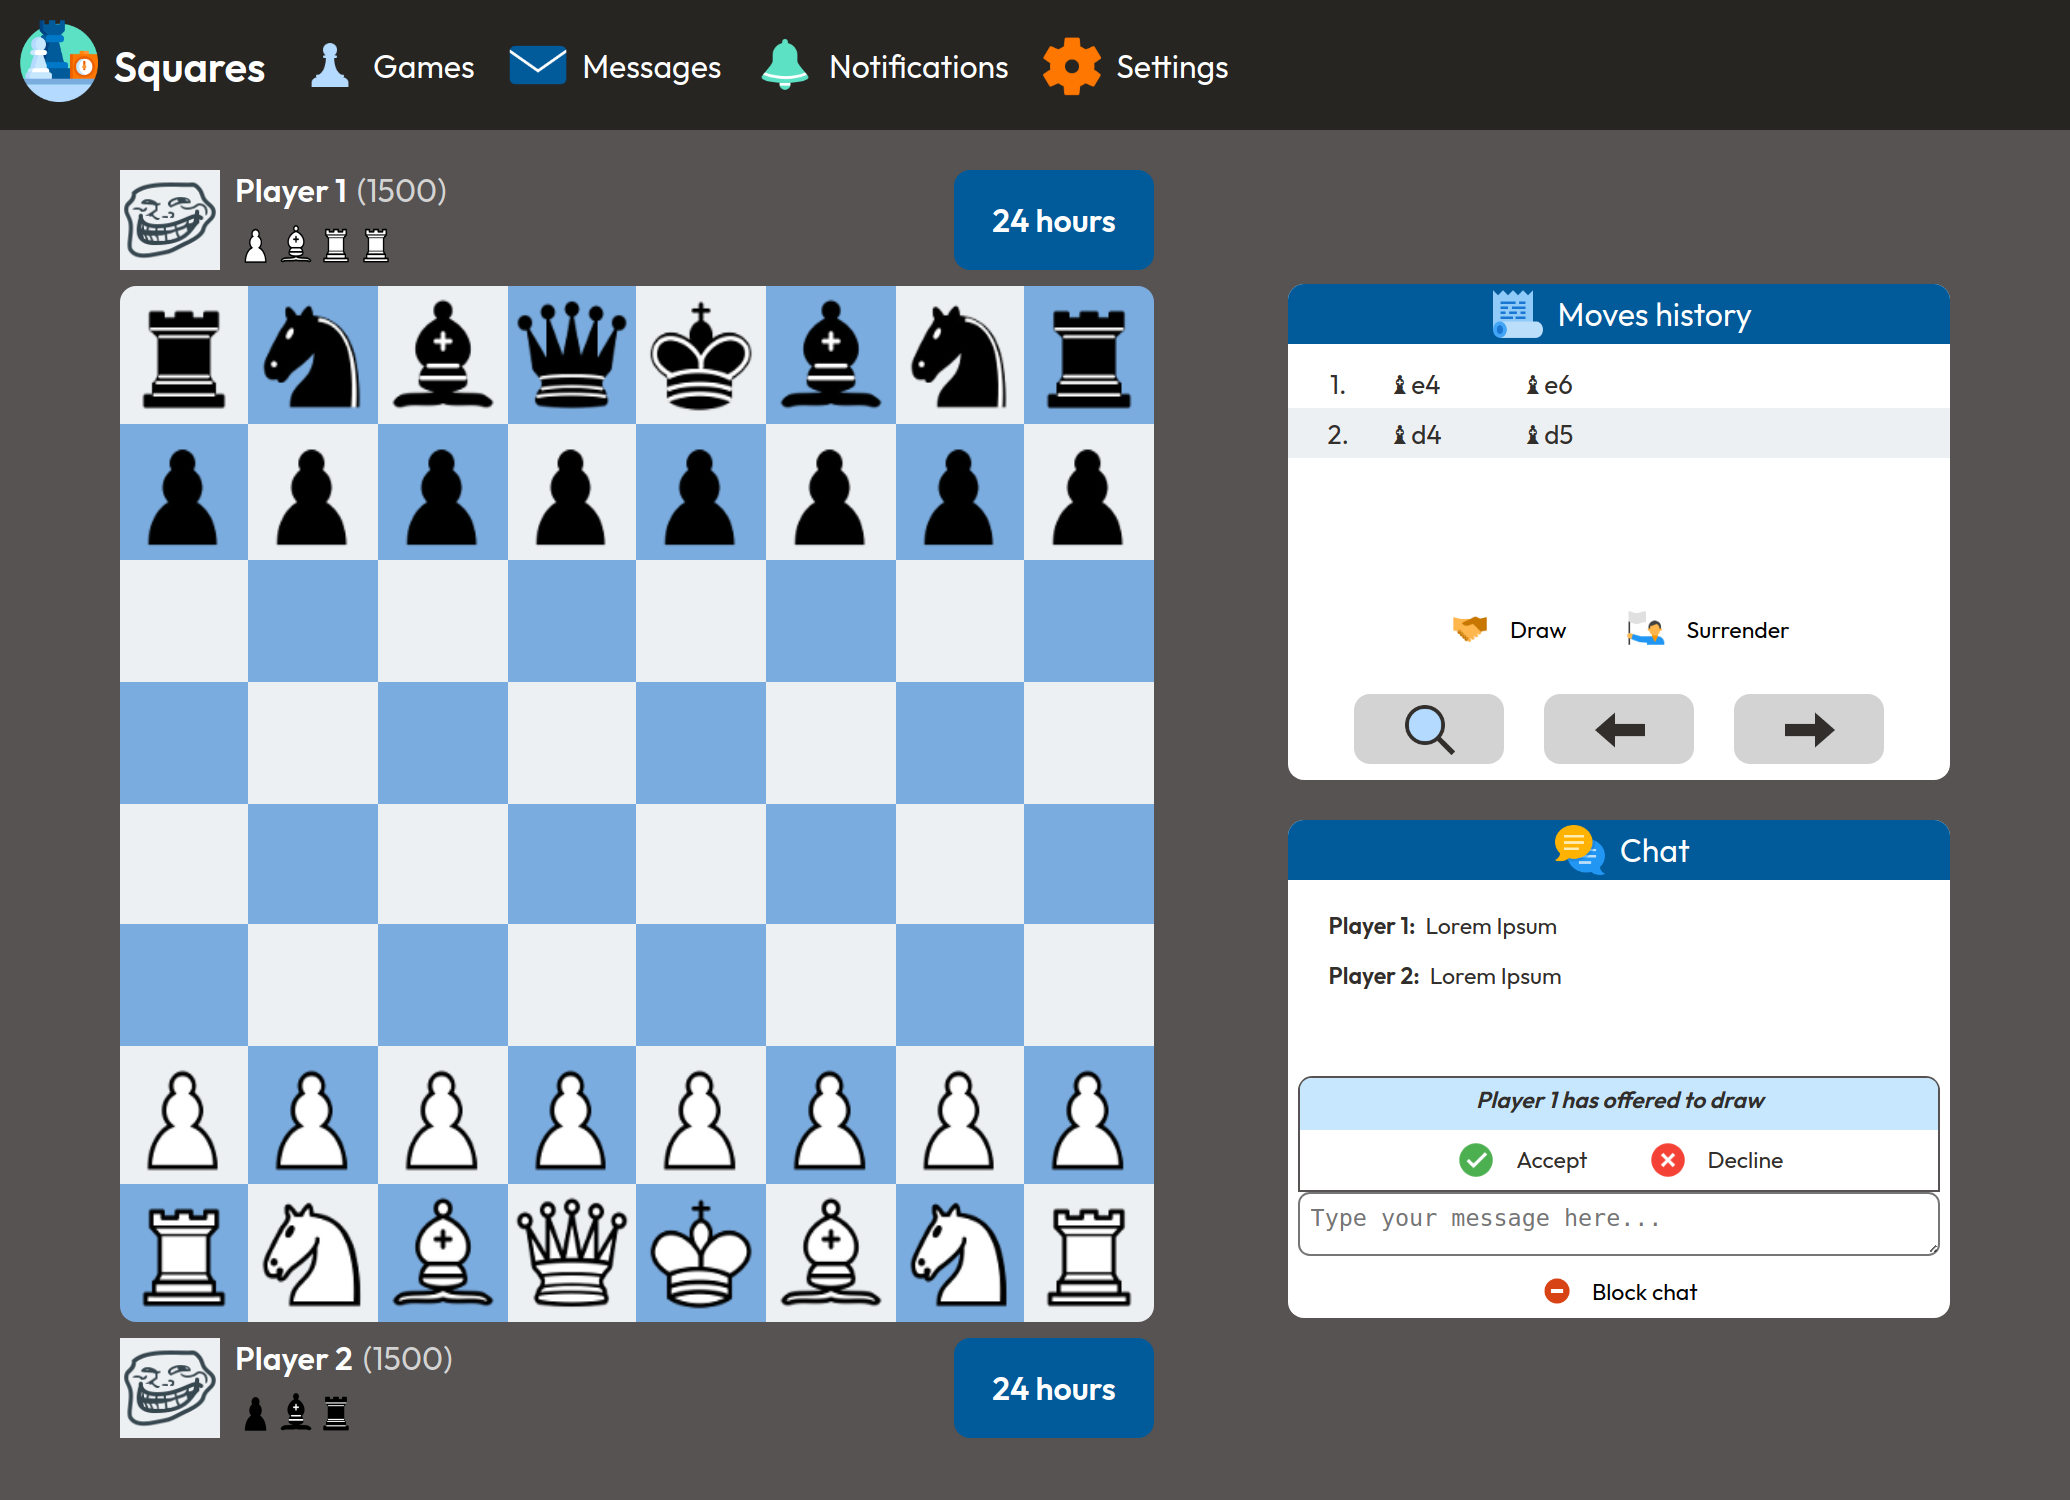 Squares Games Messages Notifications Settings
Player 1 (1500)
24 hours
Moves history
1. ♝e4 ♝e6
2. ♝d4 ♝d5
Draw Surrender
Chat
Player 1: Lorem Ipsum
Player 2: Lorem Ipsum
Player 1 has offered to draw
Accept Decline
Type your message here...
Block chat
Player 2 (1500)
24 hours